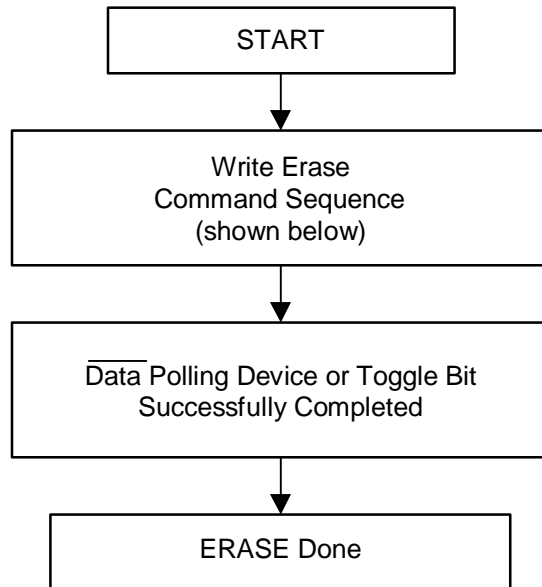 START
Write Erase
Command Sequence
(shown below)
Data Polling Device or Toggle Bit
Successfully Completed
ERASE Done